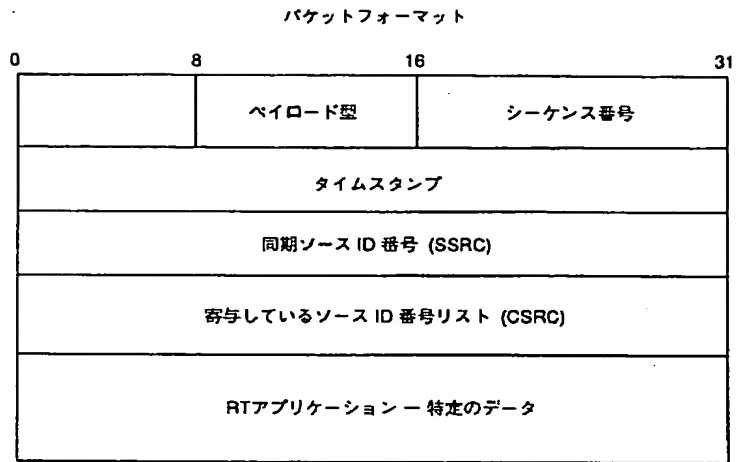 パケットフォーマット
0 8 16 31
ペイロード型 シーケンス番号
タイムスタンプ
同期ソース ID 番号 (SSRC)
寄与しているソース ID 番号リスト (CSRC)
RTアプリケーション ー 特定のデータ